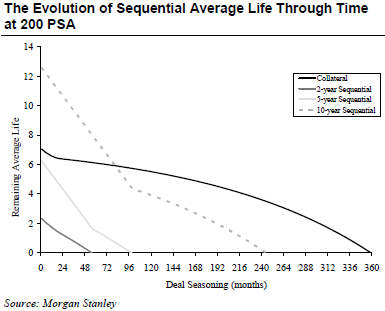 The Evolution of Sequential Average Life Through Time
at 200 PSA
14
12
10
8
6
4
2
0
Remaining Average Life
Collateral
2-year Sequential
5-year Sequential
10-year Sequential
0 24 48 72 96 120 144 168 192 216 240 264 288 312 336 360
Deal Seasoning (months)
Source: Morgan Stanley